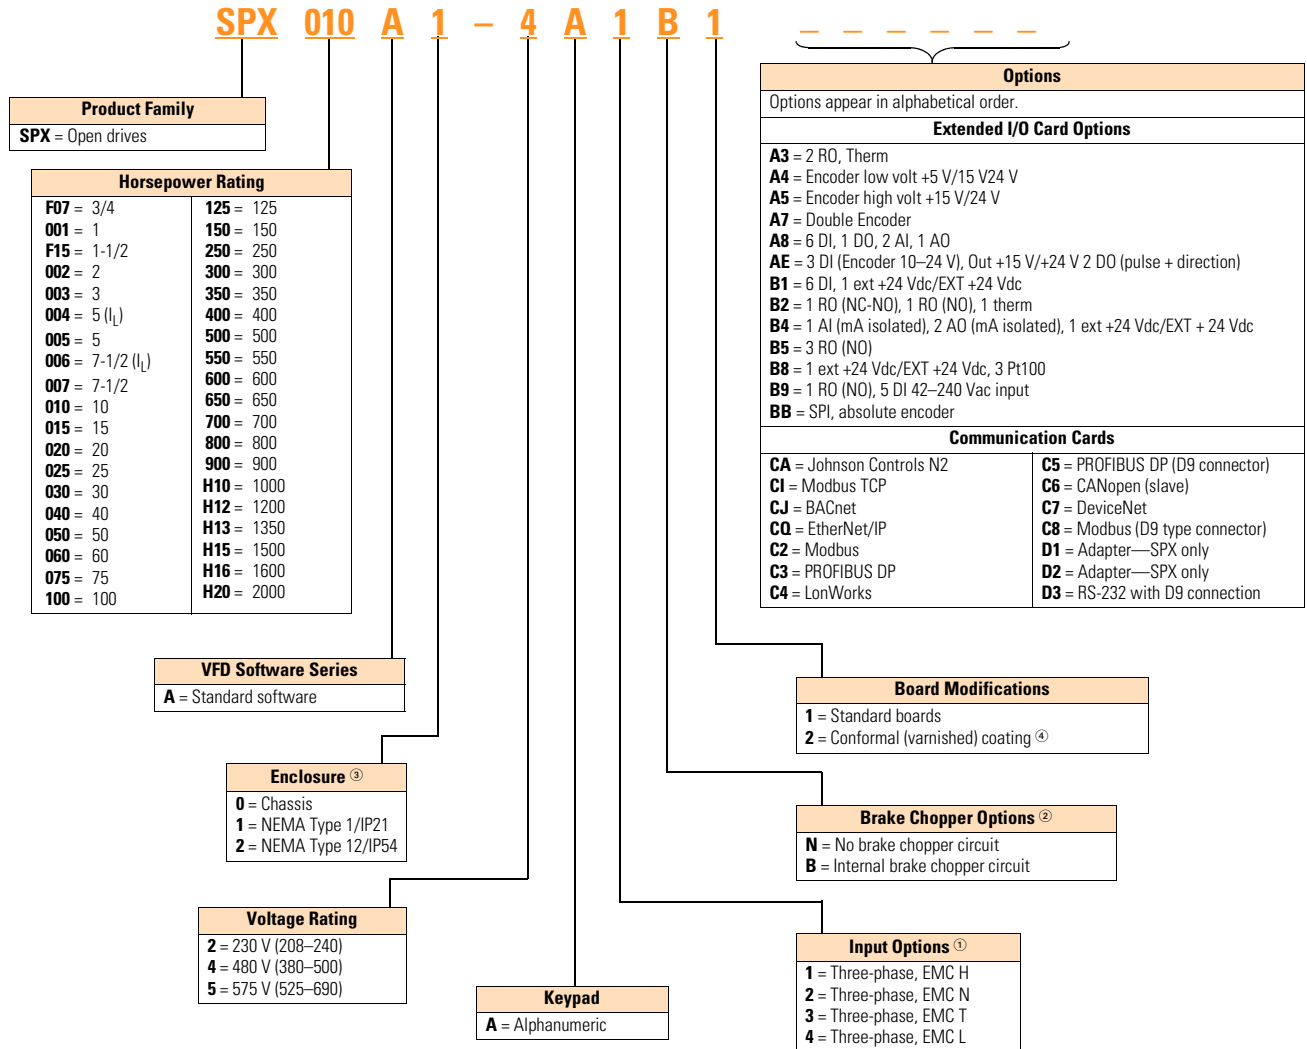 SPX 010 A 1 – 4 A 1 B 1 _ _ _ _ _ _
Product Family
SPX = Open drives
Horsepower Rating
F07 = 3/4
001 = 1
F15 = 1-1/2
002 = 2
003 = 3
004 = 5 (IL)
005 = 5
006 = 7-1/2 (IL)
007 = 7-1/2
010 = 10
015 = 15
020 = 20
025 = 25
030 = 30
040 = 40
050 = 50
060 = 60
075 = 75
100 = 100
125 = 125
150 = 150
250 = 250
300 = 300
350 = 350
400 = 400
500 = 500
550 = 550
600 = 600
650 = 650
700 = 700
800 = 800
900 = 900
H10 = 1000
H12 = 1200
H13 = 1350
H15 = 1500
H16 = 1600
H20 = 2000
VFD Software Series
A = Standard software
Enclosure ③
0 = Chassis
1 = NEMA Type 1/IP21
2 = NEMA Type 12/IP54
Voltage Rating
2 = 230 V (208–240)
4 = 480 V (380–500)
5 = 575 V (525–690)
Keypad
A = Alphanumeric
Options
Options appear in alphabetical order.
Extended I/O Card Options
A3 = 2 RO, Therm
A4 = Encoder low volt +5 V/15 V24 V
A5 = Encoder high volt +15 V/24 V
A7 = Double Encoder
A8 = 6 DI, 1 DO, 2 AI, 1 AO
AE = 3 DI (Encoder 10–24 V), Out +15 V/+24 V 2 DO (pulse + direction)
B1 = 6 DI, 1 ext +24 Vdc/EXT +24 Vdc
B2 = 1 RO (NC-NO), 1 RO (NO), 1 therm
B4 = 1 AI (mA isolated), 2 AO (mA isolated), 1 ext +24 Vdc/EXT + 24 Vdc
B5 = 3 RO (NO)
B8 = 1 ext +24 Vdc/EXT +24 Vdc, 3 Pt100
B9 = 1 RO (NO), 5 DI 42–240 Vac input
BB = SPI, absolute encoder
Communication Cards
CA = Johnson Controls N2
CI = Modbus TCP
CJ = BACnet
CQ = EtherNet/IP
C2 = Modbus
C3 = PROFIBUS DP
C4 = LonWorks
C5 = PROFIBUS DP (D9 connector)
C6 = CANopen (slave)
C7 = DeviceNet
C8 = Modbus (D9 type connector)
D1 = Adapter—SPX only
D2 = Adapter—SPX only
D3 = RS-232 with D9 connection
Board Modifications
1 = Standard boards
2 = Conformal (varnished) coating ④
Brake Chopper Options ②
N = No brake chopper circuit
B = Internal brake chopper circuit
Input Options ①
1 = Three-phase, EMC H
2 = Three-phase, EMC N
3 = Three-phase, EMC T
4 = Three-phase, EMC L